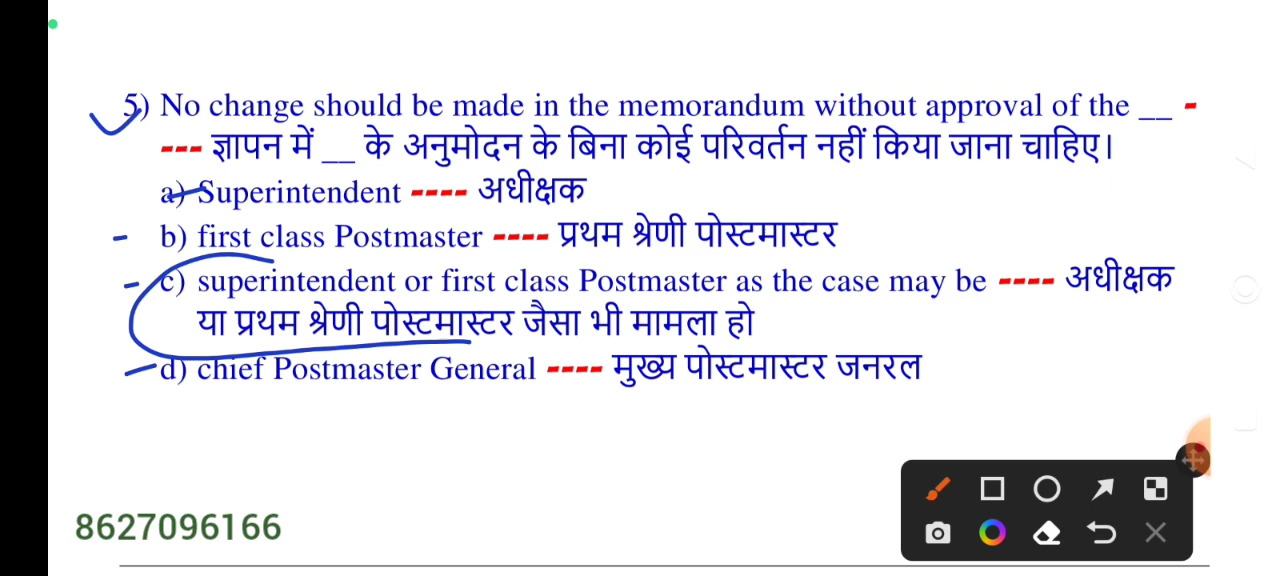 5) No change should be made in the memorandum without approval of the __ -
--- ज्ञापन में __ के अनुमोदन के बिना कोई परिवर्तन नहीं किया जाना चाहिए।
a) Superintendent ---- अधीक्षक
b) first class Postmaster ---- प्रथम श्रेणी पोस्टमास्टर
c) superintendent or first class Postmaster as the case may be ---- अधीक्षक
या प्रथम श्रेणी पोस्टमास्टर जैसा भी मामला हो
d) chief Postmaster General ---- मुख्य पोस्टमास्टर जनरल
8627096166